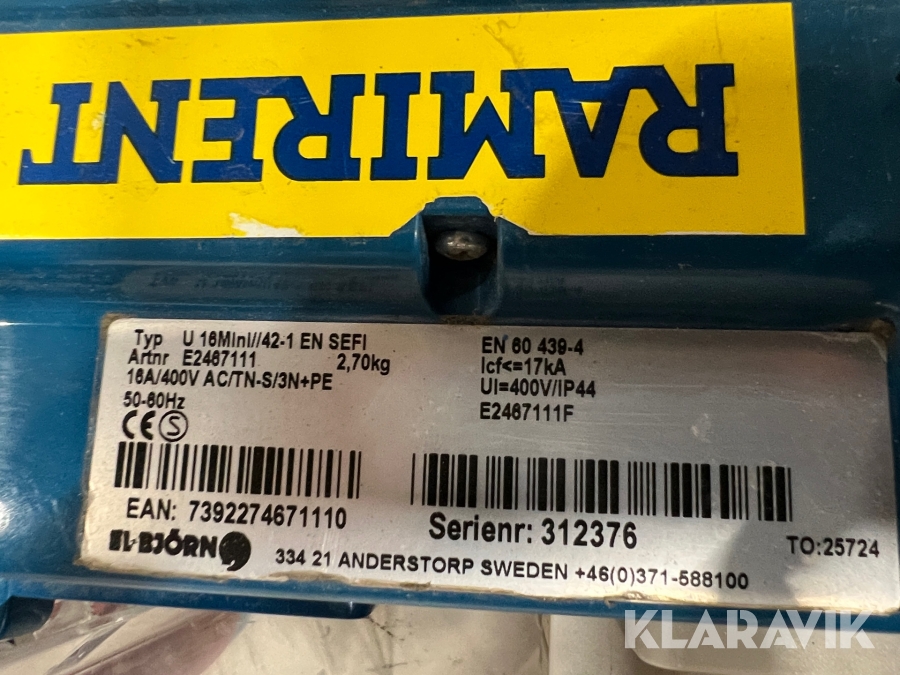 RAMIRENT
Typ U 16Mini//42-1 EN SEFI
Artnr E2467111 2,70kg
16A/400V AC/TN-S/3N+PE
50-60Hz
CE S
EN 60 439-4
Icf<=17kA
UI=400V/IP44
E2467111F
EAN: 7392274671110
Serienr: 312376
TO:25724
EL-BJÖRN
334 21 ANDERSTORP SWEDEN +46(0)371-588100
KLARAVIK